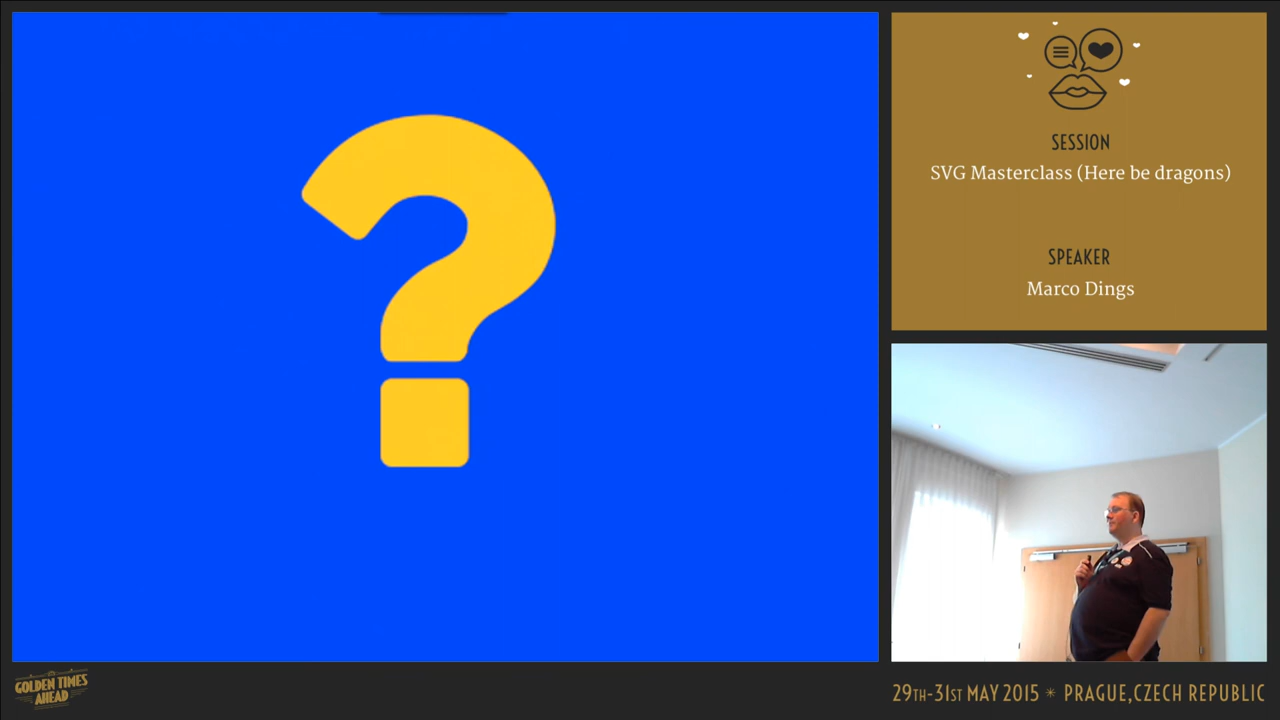 ?
SESSION
SVG Masterclass (Here be dragons)
SPEAKER
Marco Dings
GOLDEN TIMES
AHEAD
29TH-31ST MAY 2015 * PRAGUE,CZECH REPUBLIC